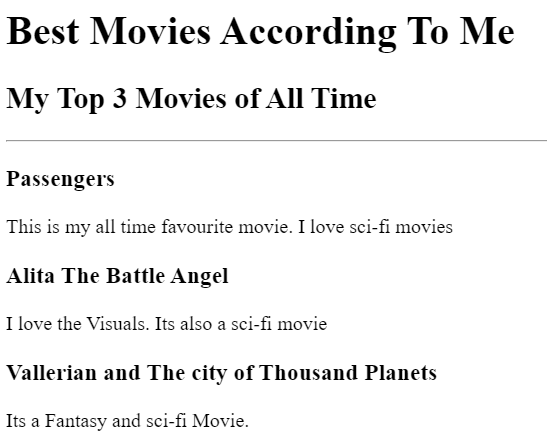 Best Movies According To Me
My Top 3 Movies of All Time
Passengers
This is my all time favourite movie. I love sci-fi movies
Alita The Battle Angel
I love the Visuals. Its also a sci-fi movie
Vallerian and The city of Thousand Planets
Its a Fantasy and sci-fi Movie.